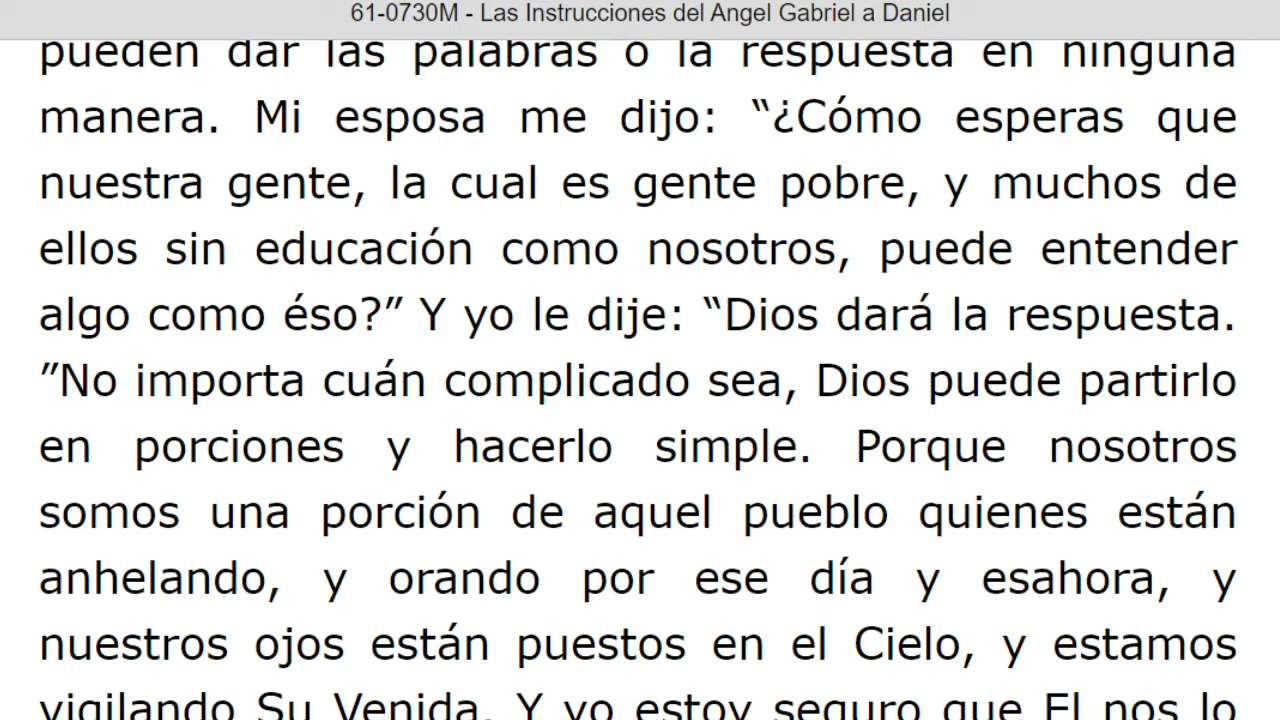 61-0730M - Las Instrucciones del Angel Gabriel a Daniel
pueden dar las palabras o la respuesta en ninguna
manera. Mi esposa me dijo: “¿Cómo esperas que
nuestra gente, la cual es gente pobre, y muchos de
ellos sin educación como nosotros, puede entender
algo como éso?” Y yo le dije: “Dios dará la respuesta.
”No importa cuán complicado sea, Dios puede partirlo
en porciones y hacerlo simple. Porque nosotros
somos una porción de aquel pueblo quienes están
anhelando, y orando por ese día y esahora, y
nuestros ojos están puestos en el Cielo, y estamos
vigilando Su Venida. Y yo estoy seguro que El nos lo